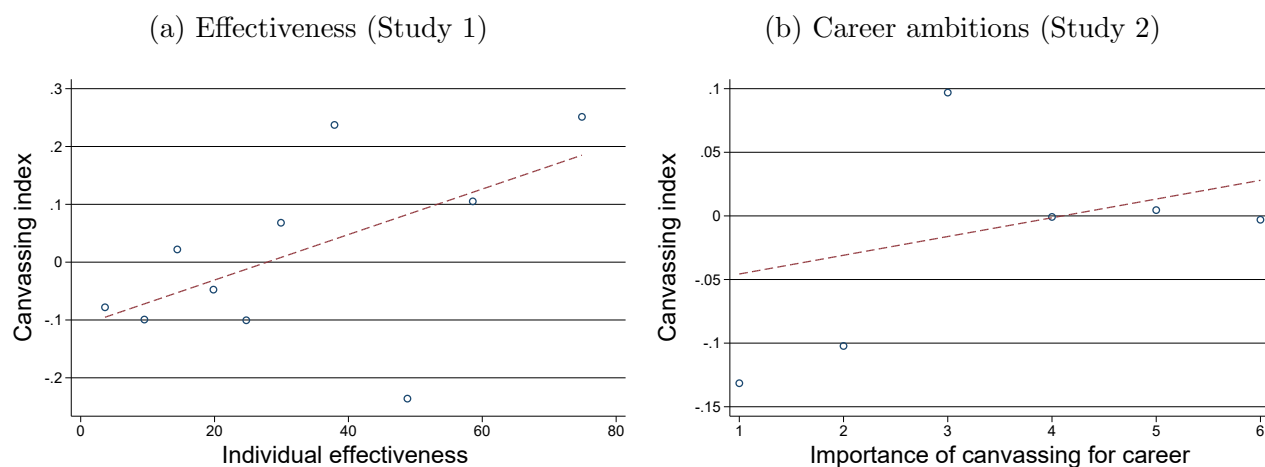 (a) Effectiveness (Study 1)
.3
.2
.1
0
-.1
-.2
Canvassing index
0 20 40 60 80
Individual effectiveness
(b) Career ambitions (Study 2)
.1
.05
0
-.05
-.1
-.15
Canvassing index
1 2 3 4 5 6
Importance of canvassing for career